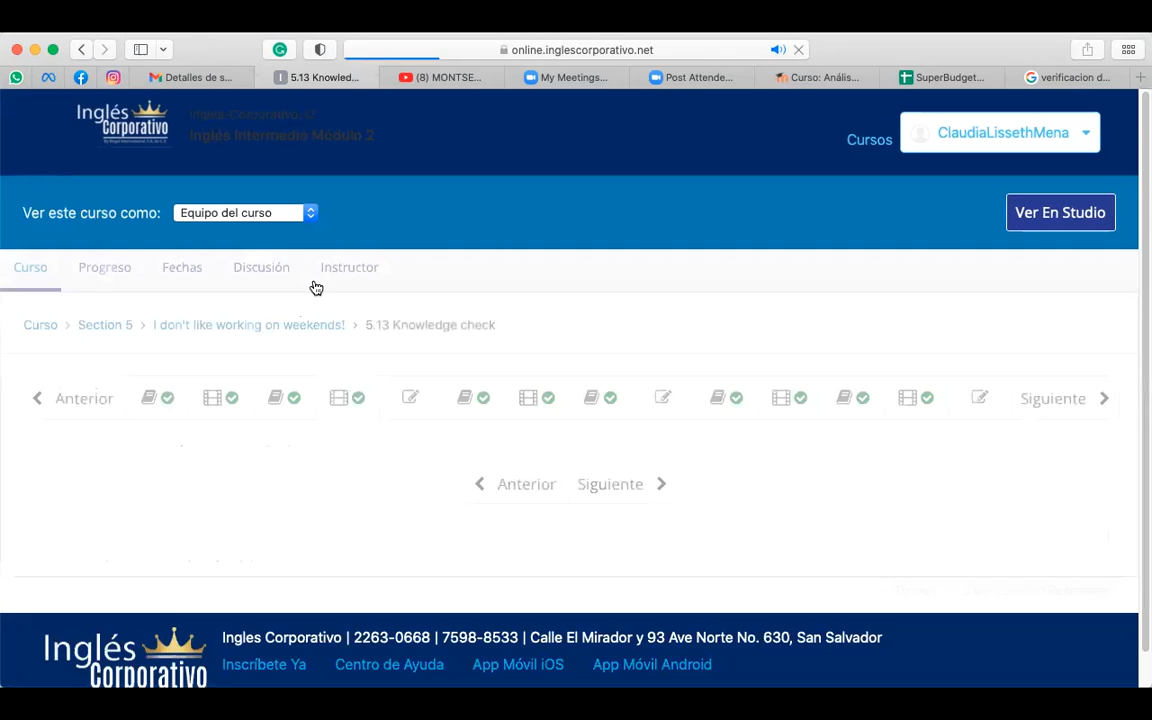 online.inglescorporativo.net
Detalles de s...
5.13 Knowled...
(8) MONTSE...
My Meetings...
Post Attende...
Curso: Anális...
SuperBudget...
verificacion d...
Inglés
Corporativo
Inglés Intermedio Módulo 2
Cursos
ClaudiaLissethMena
Ver este curso como:
Equipo del curso
Ver En Studio
Curso
Progreso
Fechas
Discusión
Instructor
Curso > Section 5 > I don't like working on weekends! > 5.13 Knowledge check
Anterior
Siguiente
Anterior
Siguiente
Inglés
Corporativo
Ingles Corporativo | 2263-0668 | 7598-8533 | Calle El Mirador y 93 Ave Norte No. 630, San Salvador
Inscríbete Ya
Centro de Ayuda
App Móvil iOS
App Móvil Android